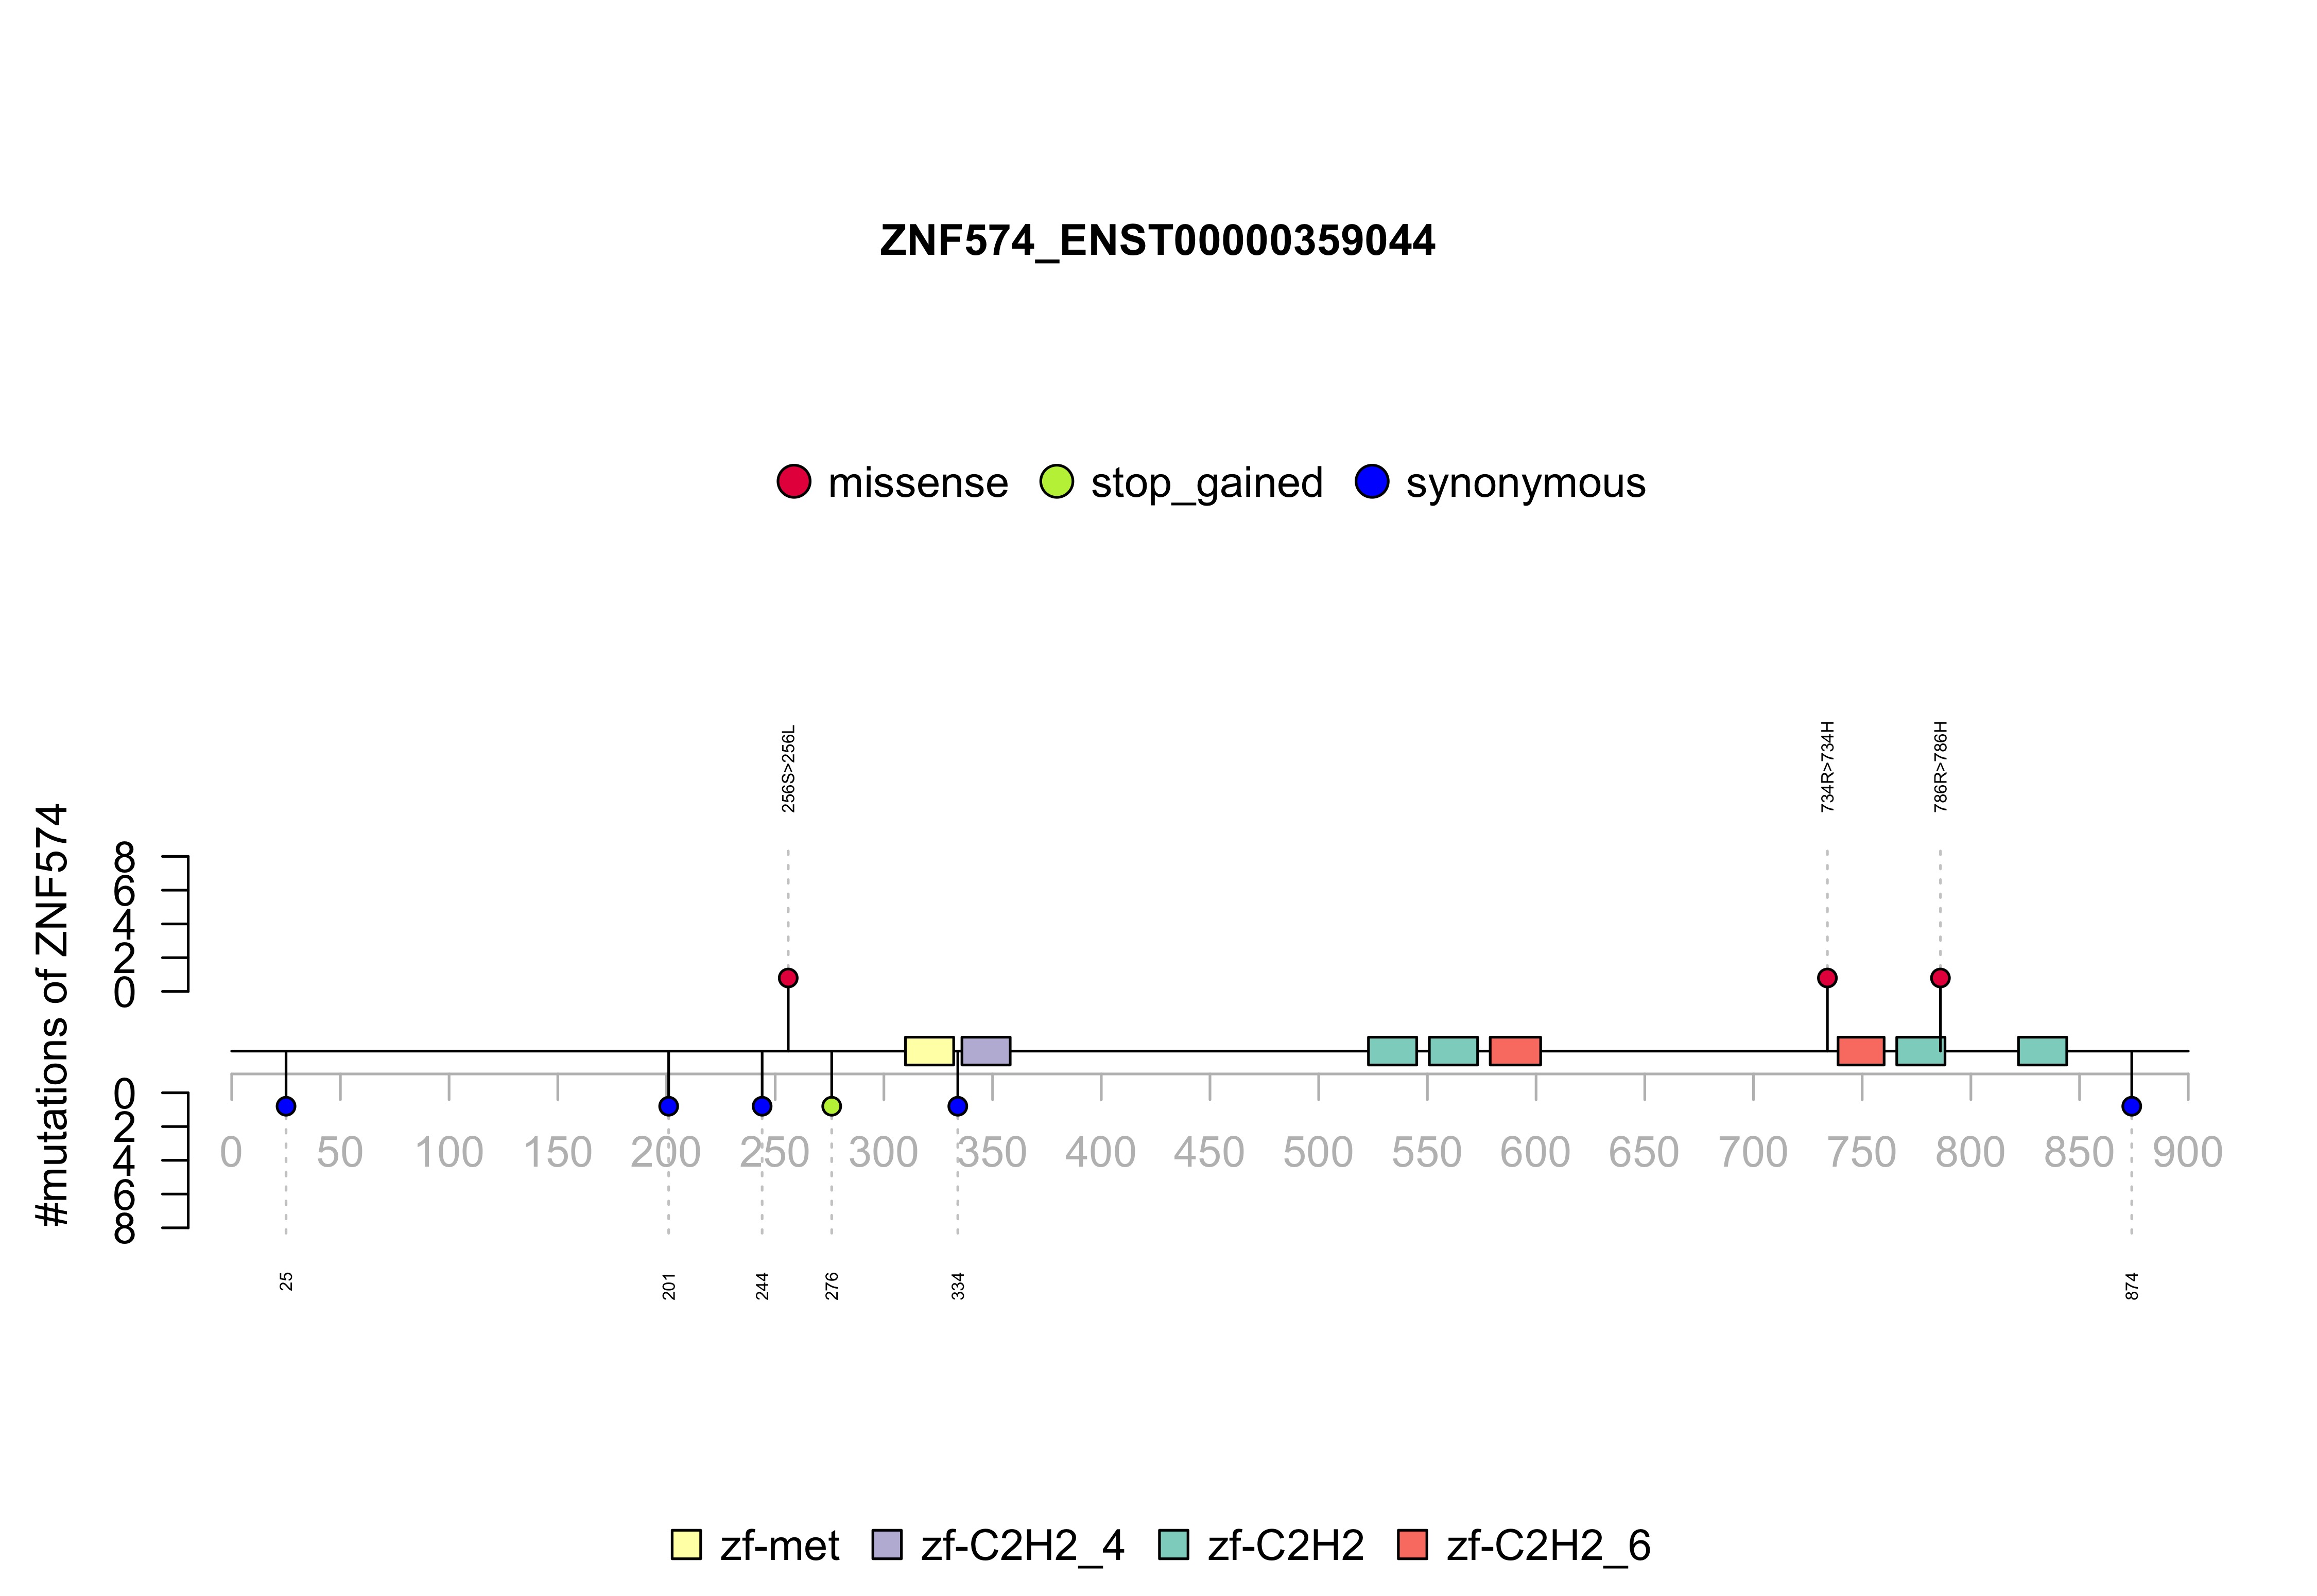 ZNF574_ENST00000359044
missense stop_gained synonymous
256S>256L 734R>734H 786R>786H
#mutations of ZNF574
8
6
4
2
0
0
2
4
6
8
0 50 100 150 200 250 300 350 400 450 500 550 600 650 700 750 800 850 900
25 201 244 276 334 874
zf-met zf-C2H2_4 zf-C2H2 zf-C2H2_6